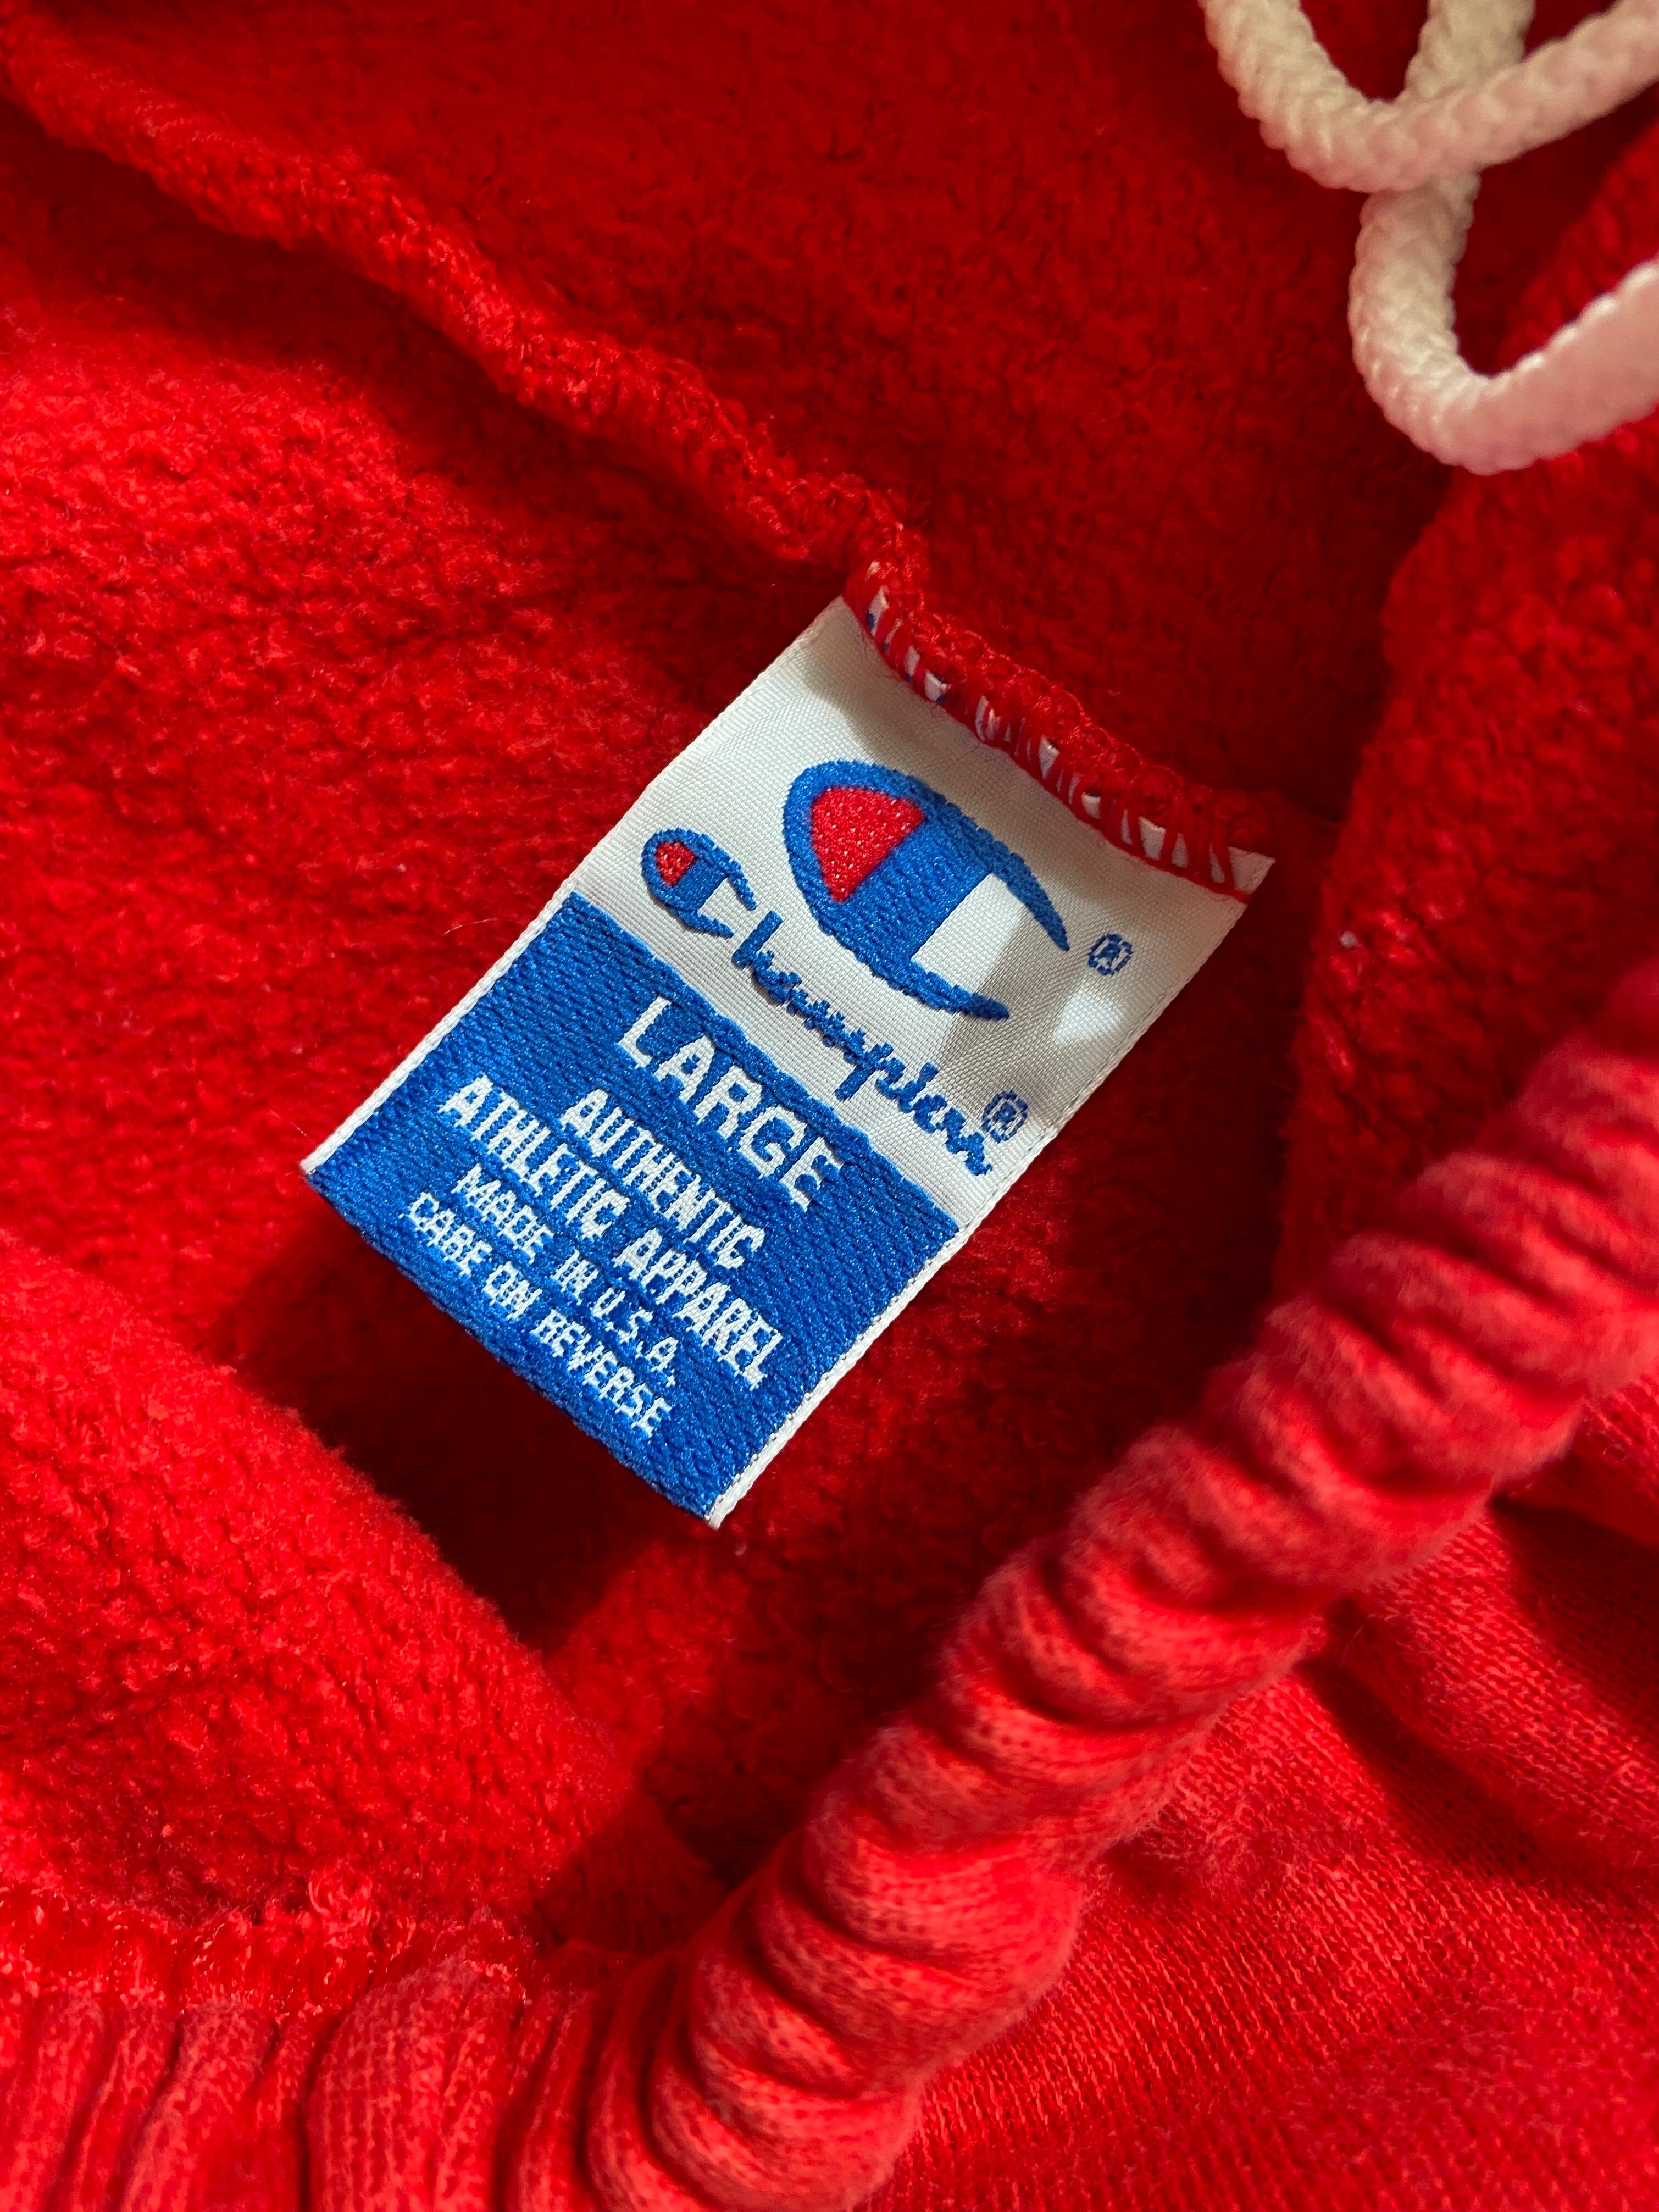 ®
Champion®
LARGE
AUTHENTIC
ATHLETIC APPAREL
MADE IN U.S.A.
CARE ON REVERSE